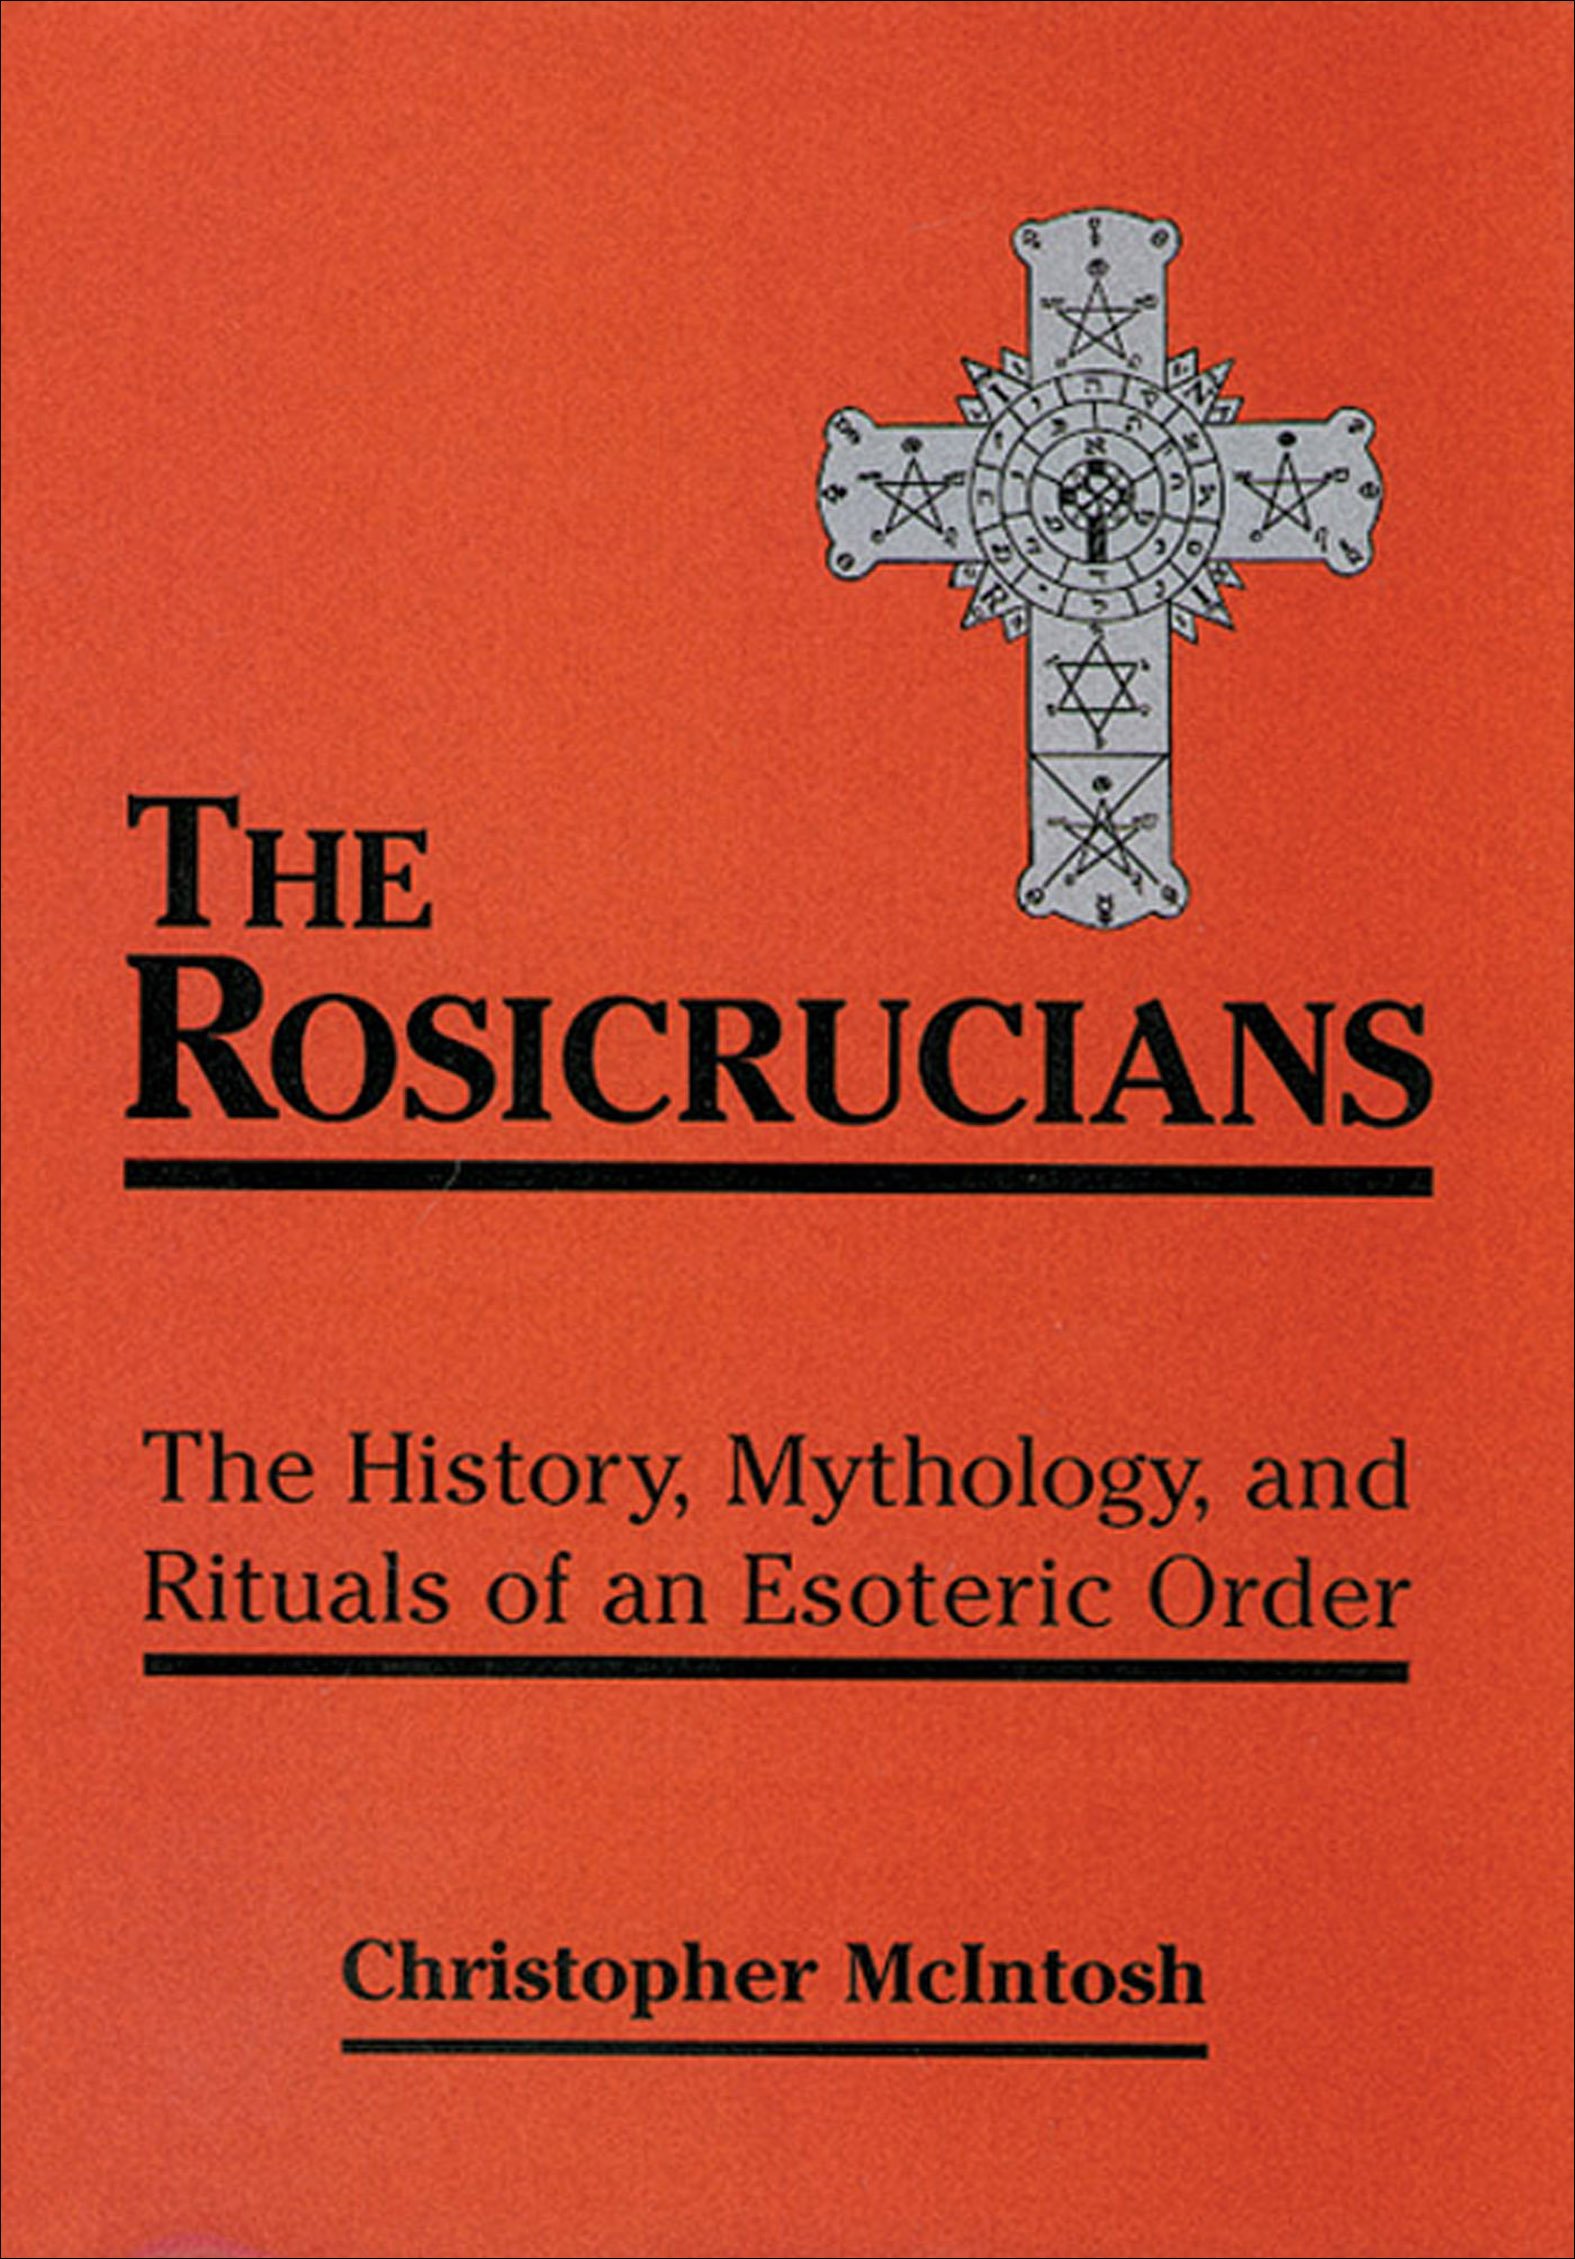 THE
ROSICRUCIANS
The History, Mythology, and
Rituals of an Esoteric Order
Christopher McIntosh